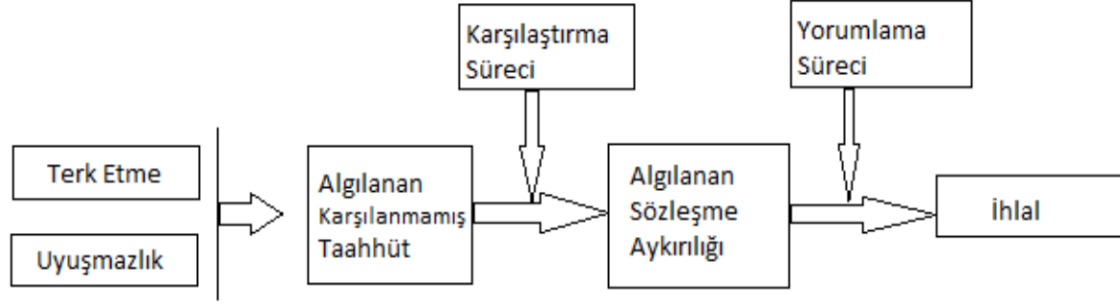 Karşılaştırma
Süreci
Yorumlama
Süreci
Terk Etme
Uyuşmazlık
Algılanan
Karşılanmamış
Taahhüt
Algılanan
Sözleşme
Aykırılığı
İhlal